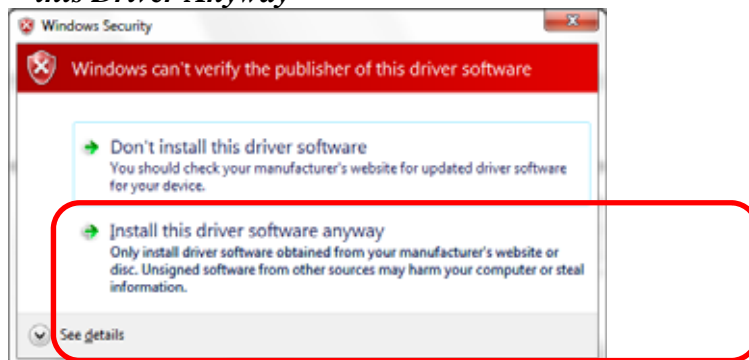 this Driver Anyway
Windows Security
Windows can't verify the publisher of this driver software
Don't install this driver software
You should check your manufacturer's website for updated driver software
for your device.
Install this driver software anyway
Only install driver software obtained from your manufacturer's website or
disc. Unsigned software from other sources may harm your computer or steal
information.
See details